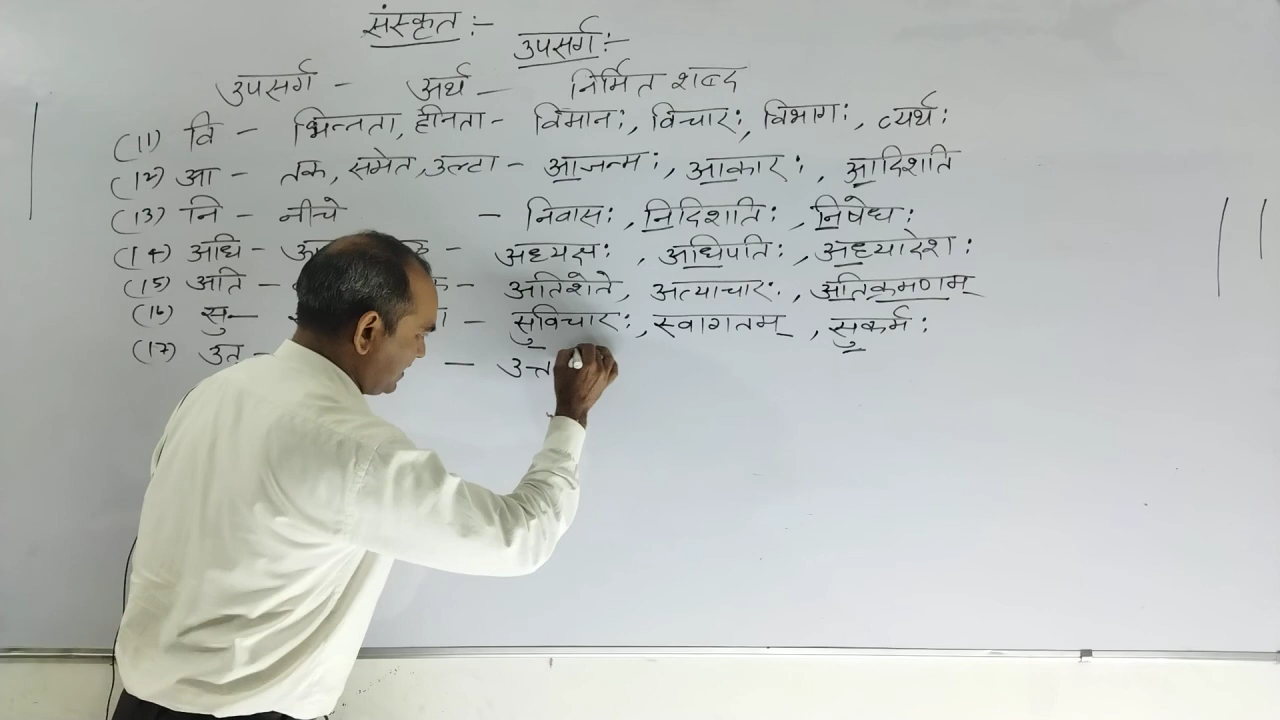 संस्कृत :-
उपसर्ग :-
उपसर्ग - अर्थ - निर्मित शब्द
(11) वि - भिन्नता, हीनता - विमानः, विचारः, विभागः, व्यर्थः
(12) आ - तक, समेत, उल्टा - आजन्मः, आकारः, आदिशति
(13) नि - नीचे - निवासः, निदिशतिः, निषेधः
(14) अधि - - अध्यक्षः, अधिपतिः, अध्यादेशः
(15) अति - - अतिशेते, अत्याचारः, अतिक्रमणम्
(16) सु - - सुविचारः, स्वागतम्, सुकर्मः
(17) उत् - - उत्त